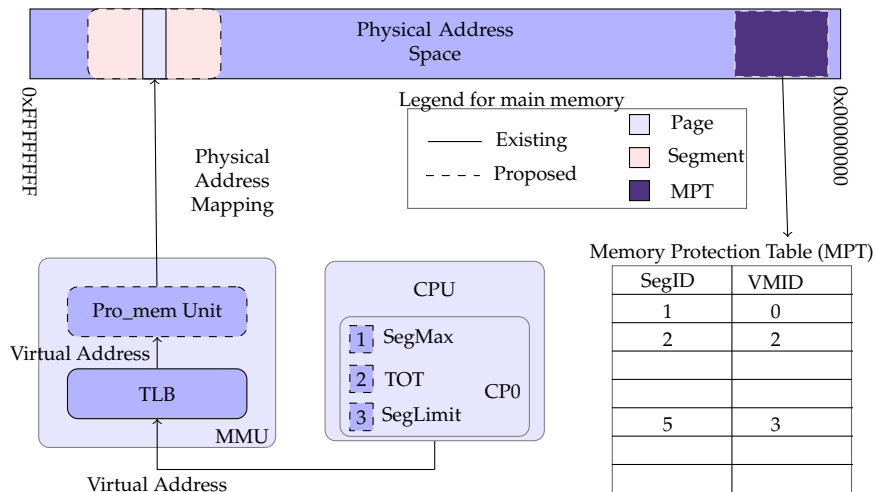 Physical Address
Space
0xFFFFFFFF
0x00000000
Legend for main memory
Existing
Proposed
Page
Segment
MPT
Physical
Address
Mapping
Memory Protection Table (MPT)
SegID VMID
1 0
2 2
5 3
Pro_mem Unit
Virtual Address
TLB
MMU
CPU
1 SegMax
2 TOT
3 SegLimit
CP0
Virtual Address